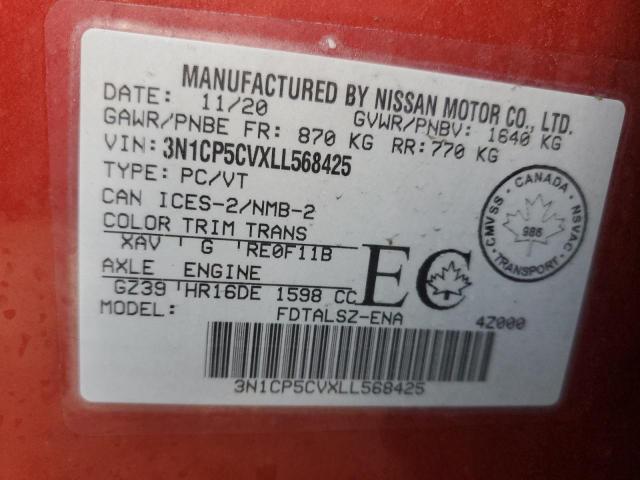 MANUFACTURED BY NISSAN MOTOR CO., LTD.
DATE: 11/20 GVWR/PNBV: 1640 KG
GAWR/PNBE FR: 870 KG RR: 770 KG
VIN: 3N1CP5CVXLL568425
TYPE: PC/VT
CAN ICES-2/NMB-2
COLOR TRIM TRANS
XAV G RE0F11B
AXLE ENGINE
GZ39 HR16DE 1598 CC
EC
MODEL: FDTALSZ-ENA 4Z000
3N1CP5CVXLL568425
CANADA
CMVSS NSVAC
986
TRANSPORT